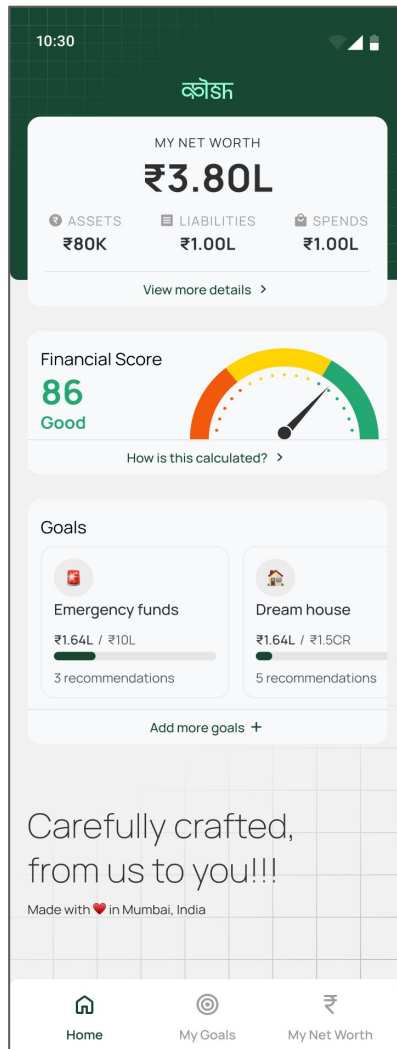 10:30
कोश
MY NET WORTH
₹3.80L
ASSETS
LIABILITIES
SPENDS
₹80K
₹1.00L
₹1.00L
View more details >
Financial Score
86
Good
How is this calculated? >
Goals
Emergency funds
Dream house
₹1.64L / ₹10L
₹1.64L / ₹1.5CR
3 recommendations
5 recommendations
Add more goals +
Carefully crafted,
from us to you!!!
Made with ❤️ in Mumbai, India
Home
My Goals
My Net Worth